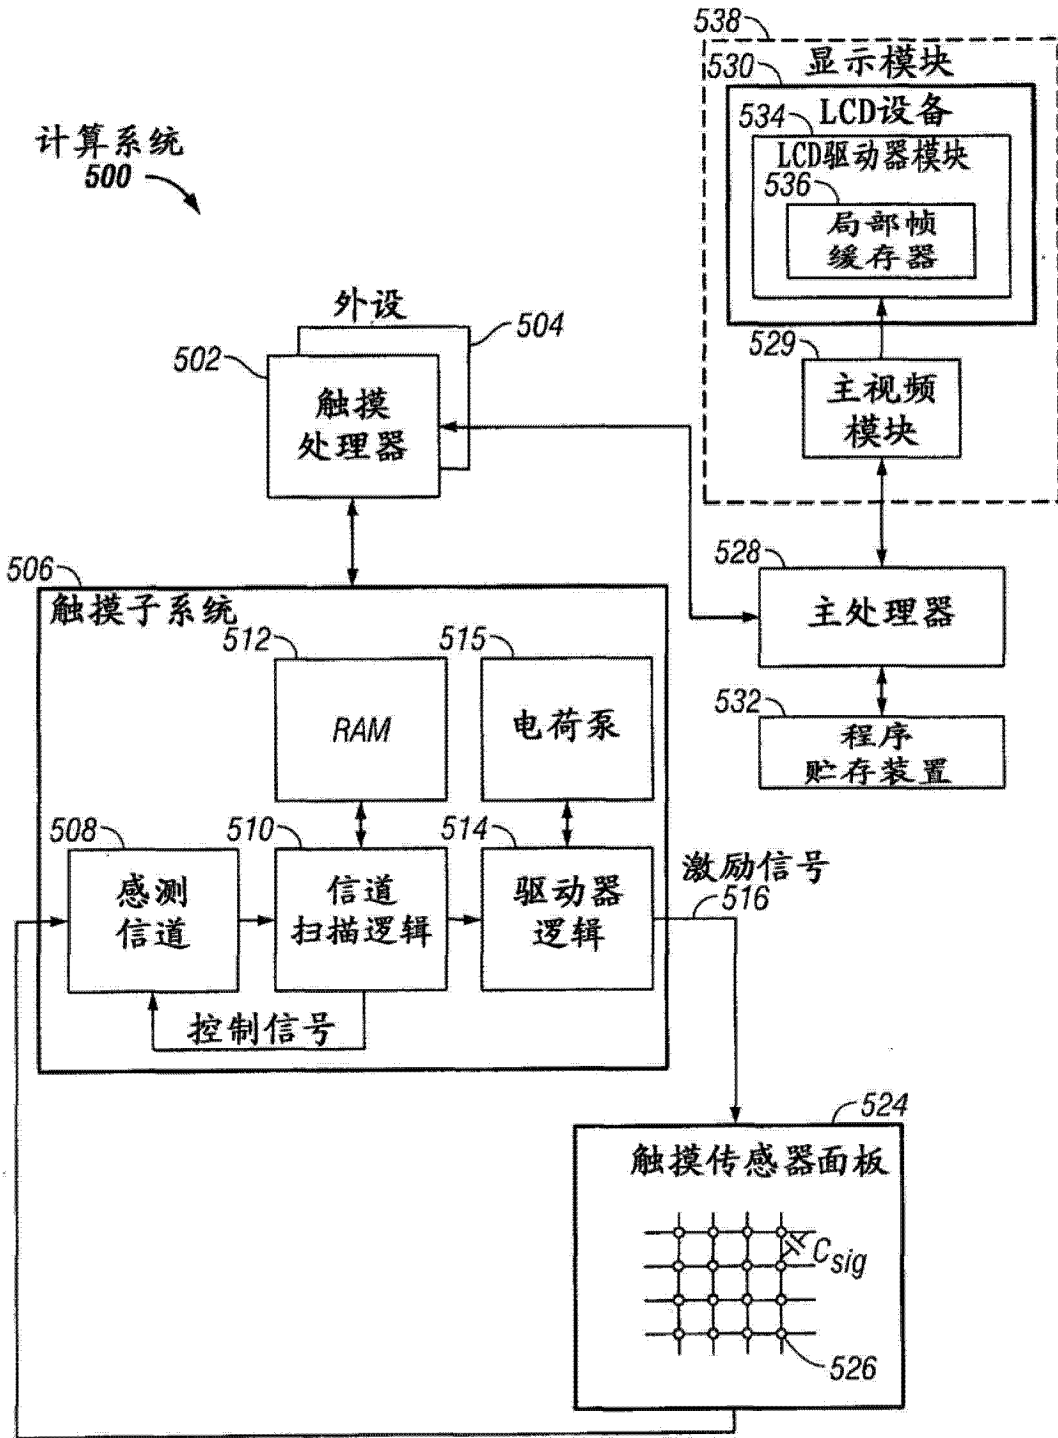 538
显示模块
530
LCD设备
534
LCD驱动器模块
536
局部帧
缓存器
计算系统
500
外设
504
502
触摸
处理器
529
主视频
模块
528
主处理器
506
触摸子系统
512
RAM
515
电荷泵
532
程序
贮存装置
508
感测
信道
510
信道
扫描逻辑
514
驱动器
逻辑
激励信号
516
控制信号
524
触摸传感器面板
Csig
526